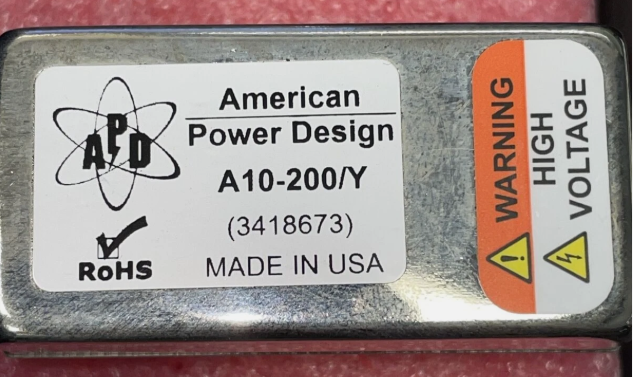 APD
American
Power Design
A10-200/Y
(3418673)
RoHS
MADE IN USA
WARNING
HIGH
VOLTAGE